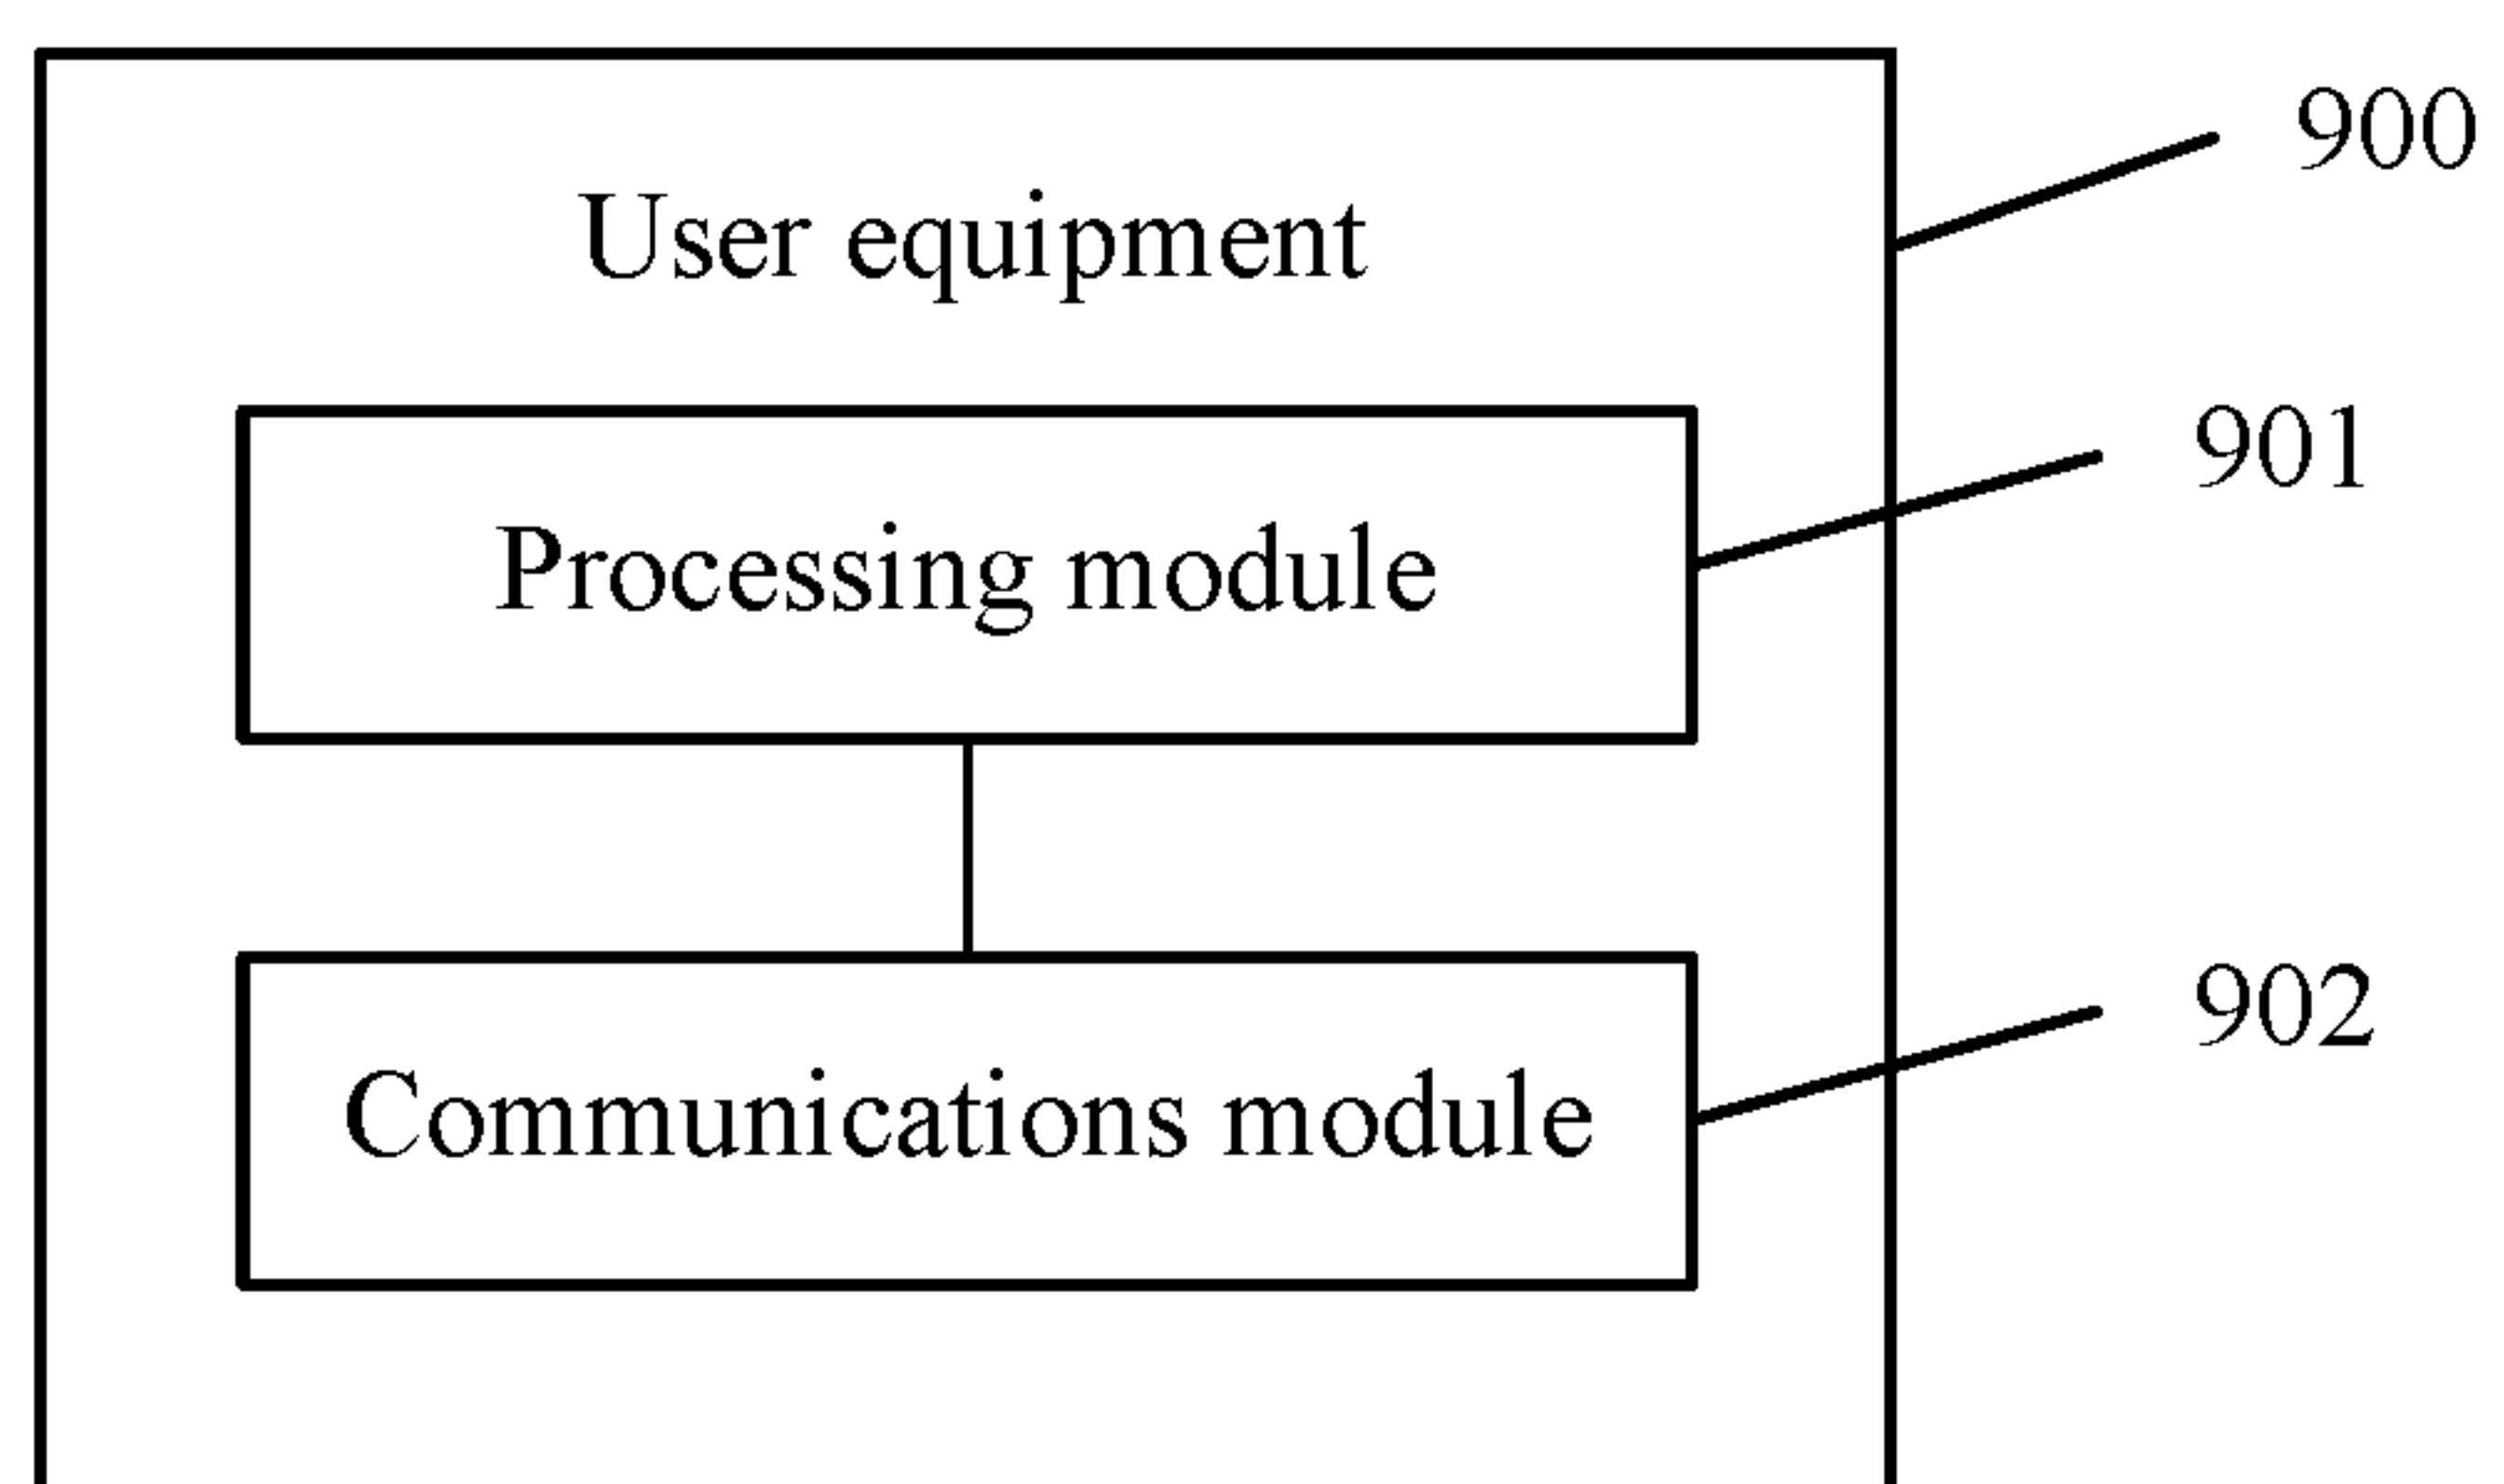 900
User equipment
901
Processing module
902
Communications module